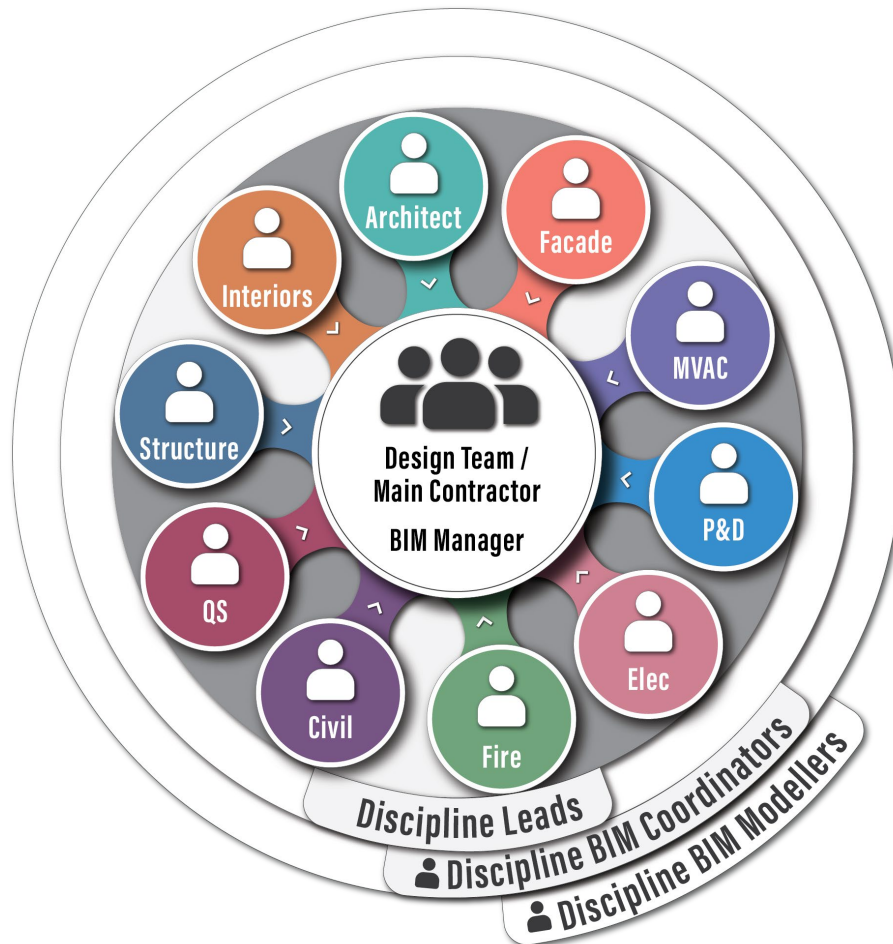 Architect
Facade
Interiors
MVAC
Structure
Design Team /
Main Contractor
BIM Manager
P&D
QS
Elec
Civil
Fire
Discipline Leads
Discipline BIM Coordinators
Discipline BIM Modellers